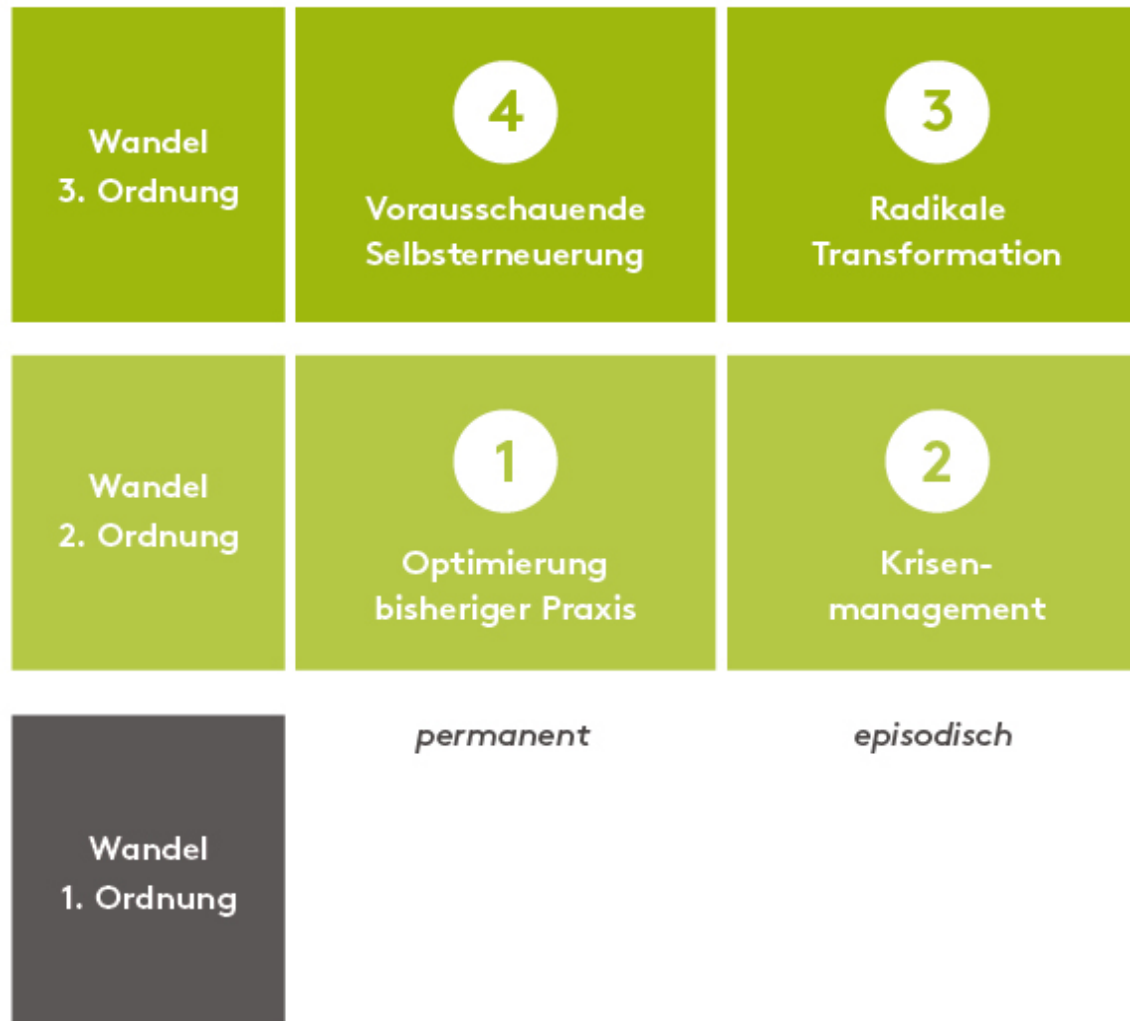 Wandel
3. Ordnung
4
Vorausschauende
Selbsterneuerung
3
Radikale
Transformation
Wandel
2. Ordnung
1
Optimierung
bisheriger Praxis
2
Krisen-
management
permanent
episodisch
Wandel
1. Ordnung